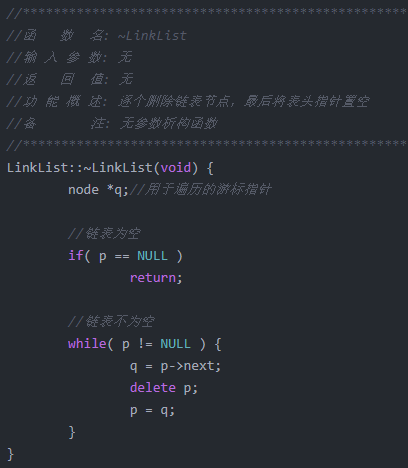 //**************************************************
//函   数  名: ~LinkList
//输 入 参 数: 无
//返   回  值: 无
//功 能 概 述: 逐个删除链表节点，最后将表头指针置空
//备       注: 无参数析构函数
//**************************************************
LinkList::~LinkList(void) {
        node *q;//用于遍历的游标指针

        //链表为空
        if( p == NULL )
                return;

        //链表不为空
        while( p != NULL ) {
                q = p->next;
                delete p;
                p = q;
        }
}